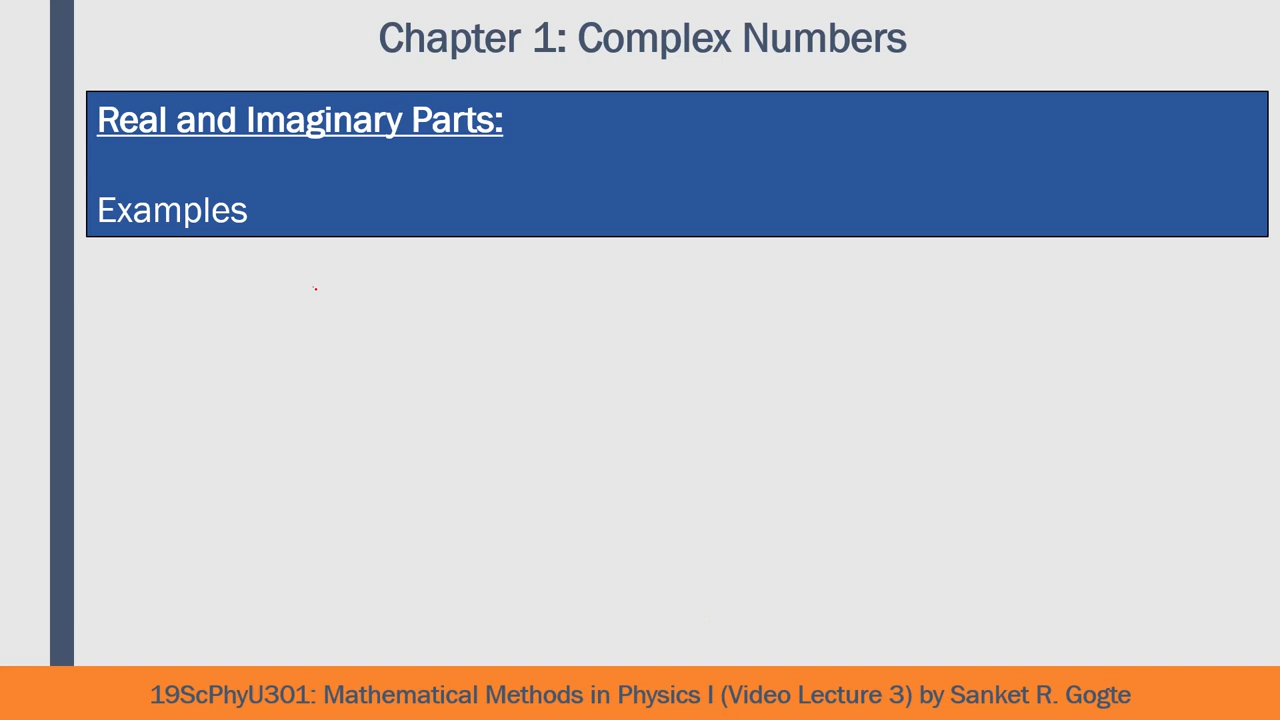 Chapter 1: Complex Numbers
Real and Imaginary Parts:
Examples
19ScPhyU301: Mathematical Methods in Physics I (Video Lecture 3) by Sanket R. Gogte